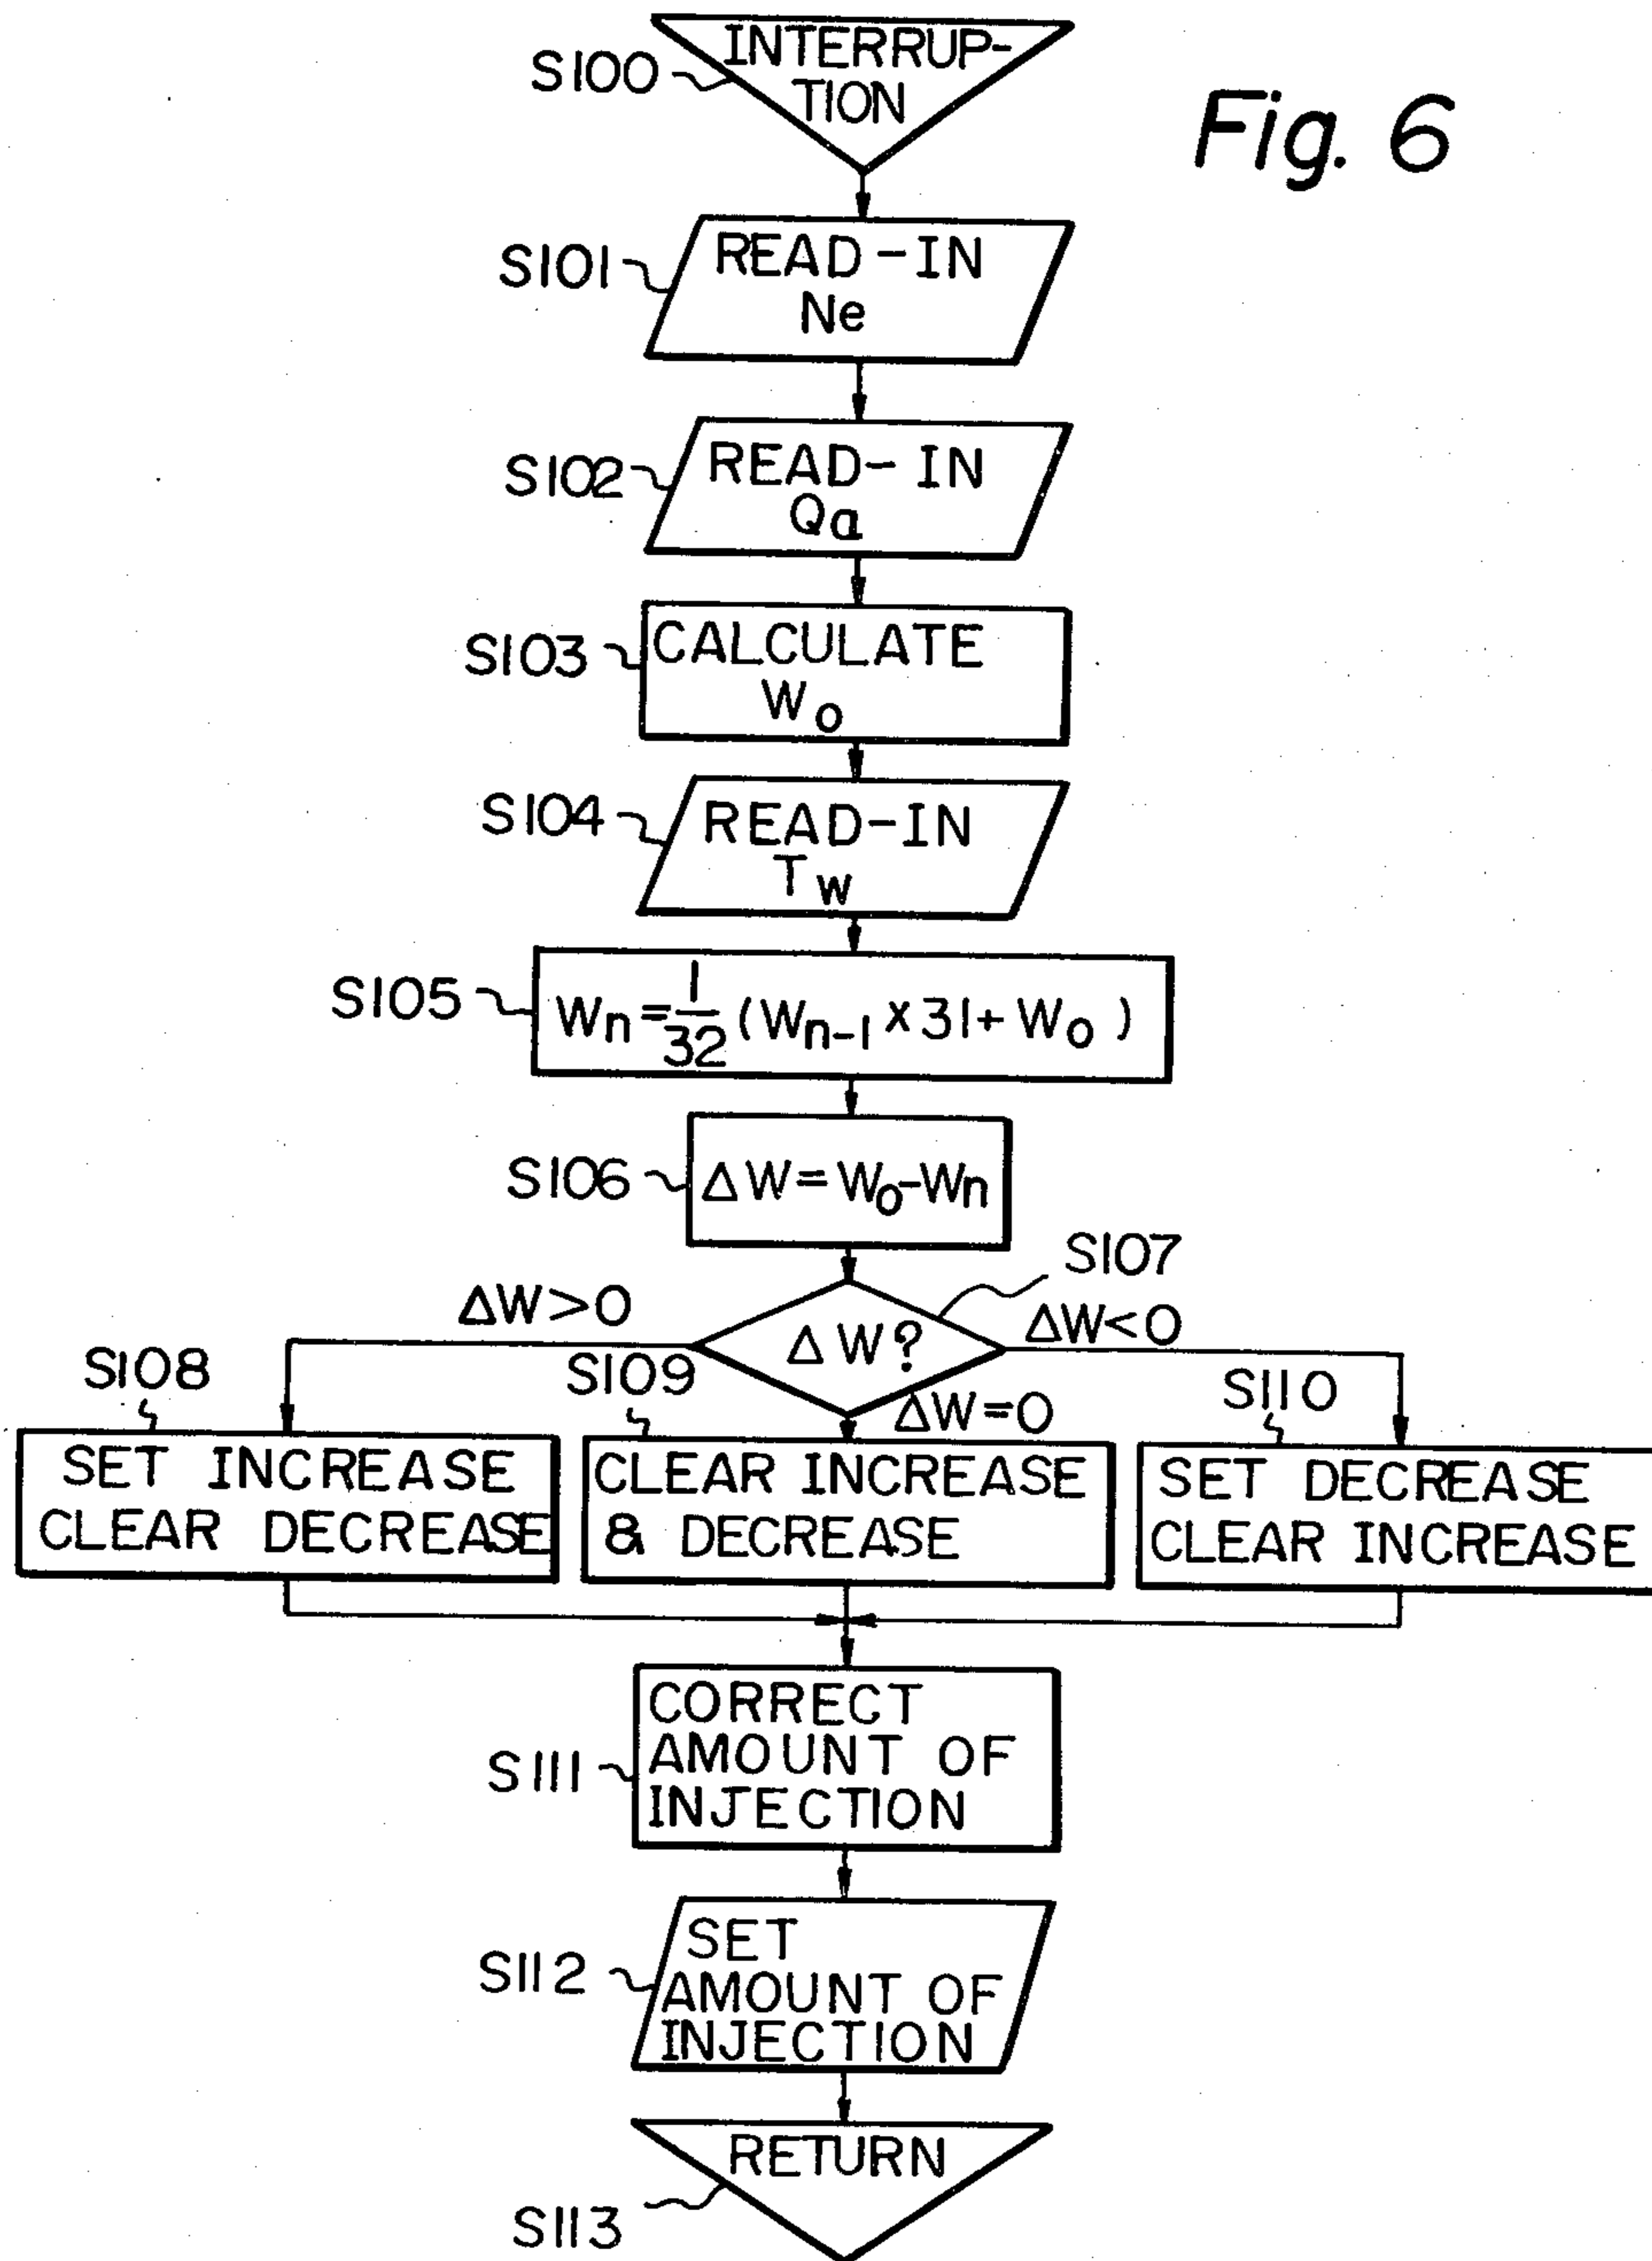 INTERRUP-
TION
S100
Fig. 6
S101
READ-IN
Ne
S102
READ-IN
Qa
S103
CALCULATE
Wo
S104
READ-IN
Tw
S105
Wn = 1/32 (Wn-1 x 31 + Wo )
S106
ΔW = Wo-Wn
S107
ΔW>0
ΔW?
ΔW<0
S108
S109
ΔW=0
S110
SET INCREASE
CLEAR DECREASE
CLEAR INCREASE
& DECREASE
SET DECREASE
CLEAR INCREASE
S111
CORRECT
AMOUNT OF
INJECTION
S112
SET
AMOUNT OF
INJECTION
RETURN
S113